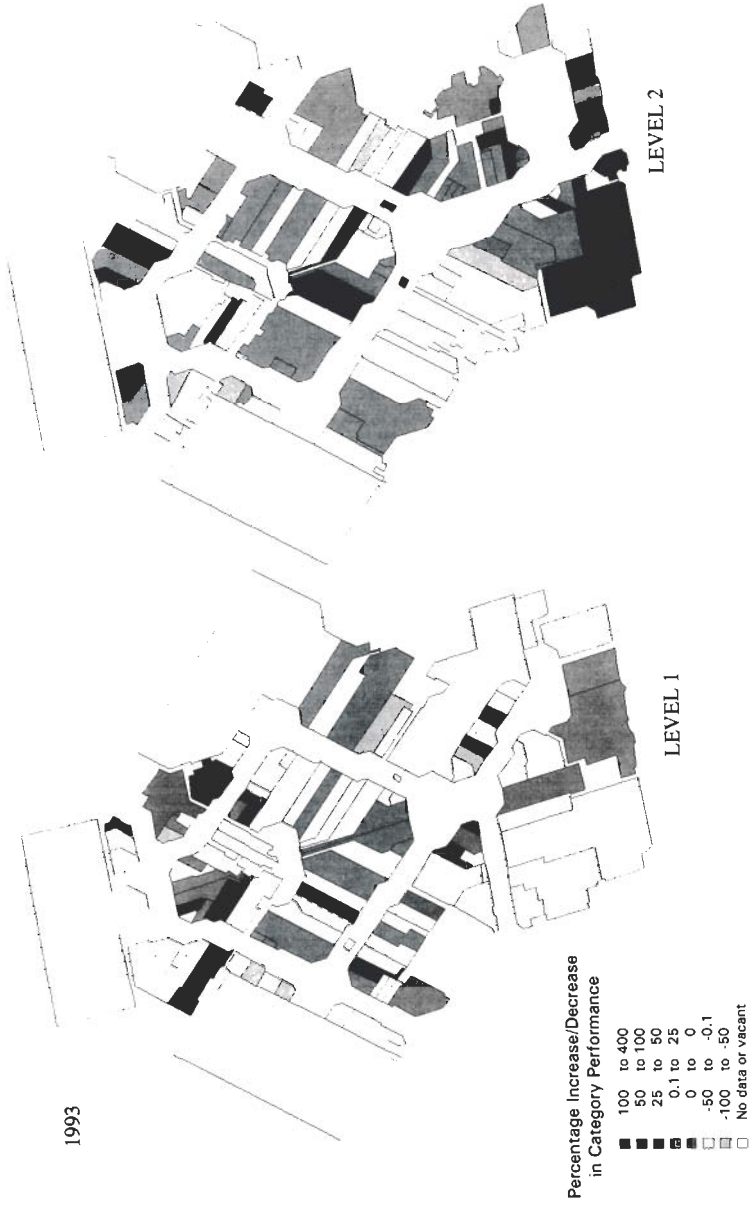 1993
LEVEL 1
LEVEL 2
Percentage Increase/Decrease
in Category Performance
100 to 400
50 to 100
25 to 50
0.1 to 25
0 to 0
-50 to -0.1
-100 to -50
No data or vacant